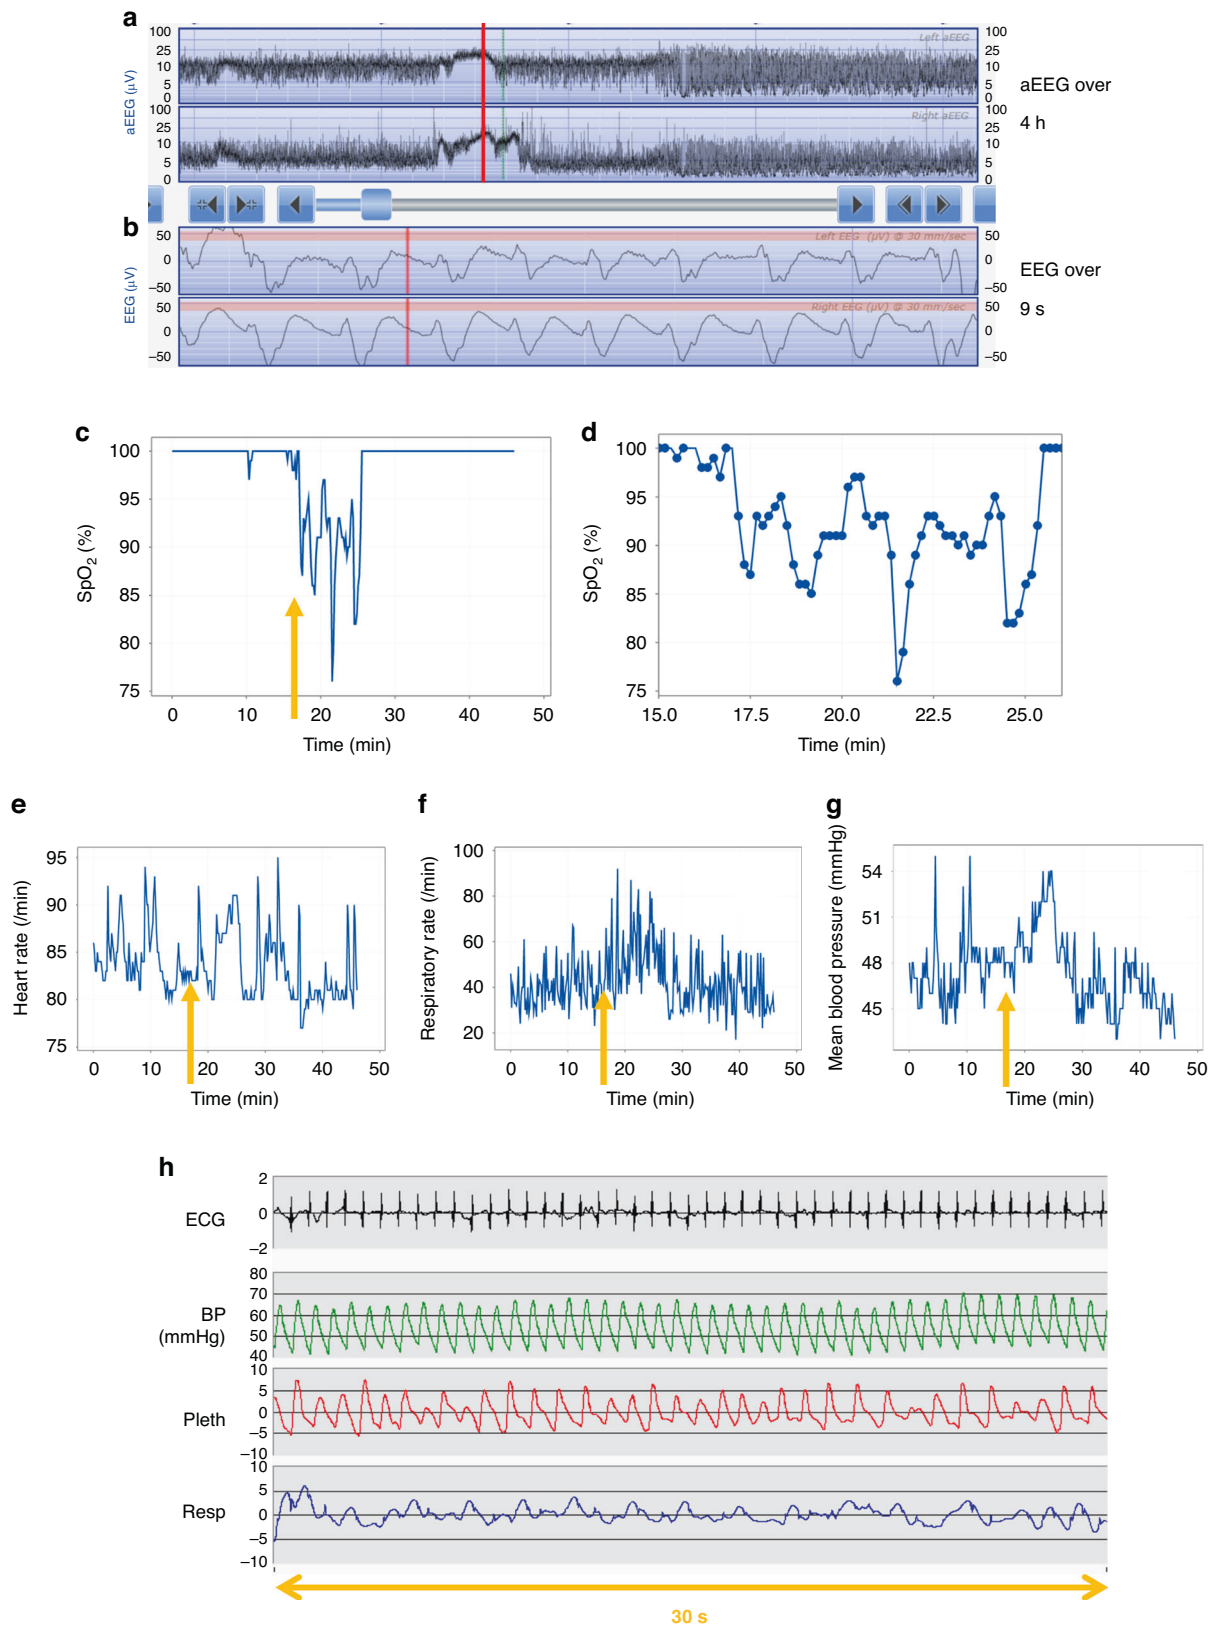 a
100
25
10
5
0
Left aEEG
100
25
10
5
0
aEEG (µV)
aEEG over
4 h
100
25
10
5
0
Right aEEG
100
25
10
5
0
b
50
0
−50
Left EEG (µV) @ 30 mm/sec
50
0
−50
EEG (µV)
EEG over
9 s
50
0
−50
Right EEG (µV) @ 30 mm/sec
50
0
−50
c
100
95
90
85
80
75
SpO2 (%)
0 10 20 30 40 50
Time (min)
d
100
95
90
85
80
75
SpO2 (%)
15.0 17.5 20.0 22.5 25.0
Time (min)
e
95
90
85
80
75
Heart rate (/min)
0 10 20 30 40 50
Time (min)
f
100
80
60
40
20
Respiratory rate (/min)
0 10 20 30 40 50
Time (min)
g
54
51
48
45
Mean blood pressure (mmHg)
0 10 20 30 40 50
Time (min)
h
ECG
2
0
−2
BP
(mmHg)
80
70
60
50
40
Pleth
10
5
0
−5
−10
Resp
10
5
0
−5
−10
30 s